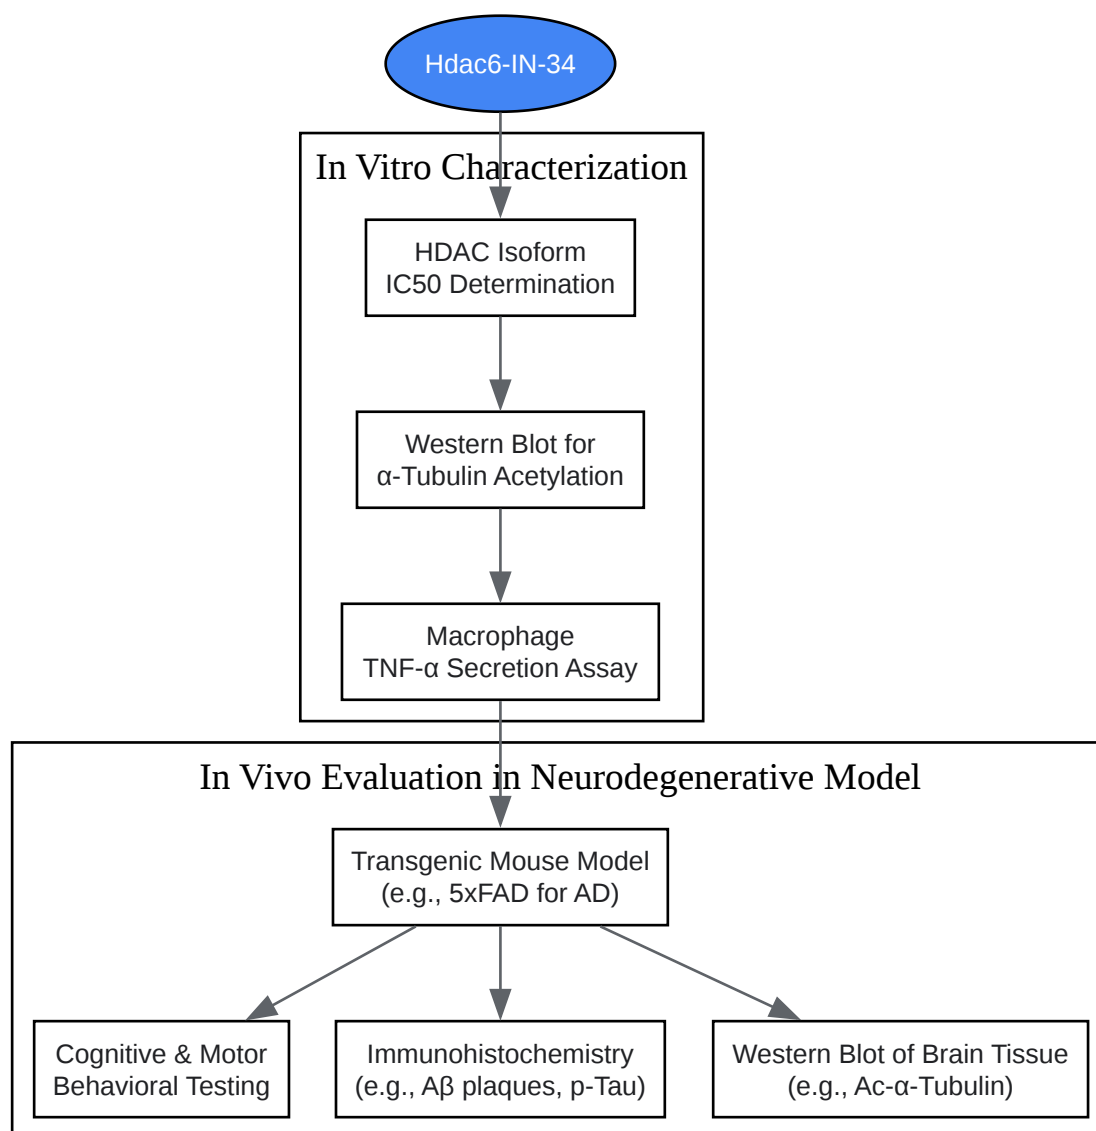 Hdac6-IN-34
In Vitro Characterization
HDAC Isoform
IC50 Determination
Western Blot for
α-Tubulin Acetylation
Macrophage
TNF-α Secretion Assay
In Vivo Evaluation in Neurodegenerative Model
Transgenic Mouse Model
(e.g., 5xFAD for AD)
Cognitive & Motor
Behavioral Testing
Immunohistochemistry
(e.g., Aβ plaques, p-Tau)
Western Blot of Brain Tissue
(e.g., Ac-α-Tubulin)